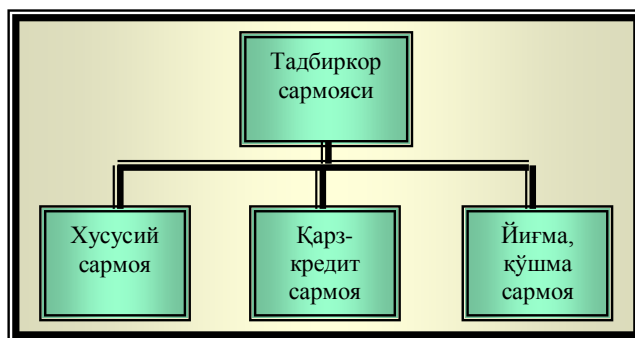 Тадбиркор
сармояси
Хусусий
сармоя
Қарз-
кредит
сармоя
Йиғма,
қўшма
сармоя